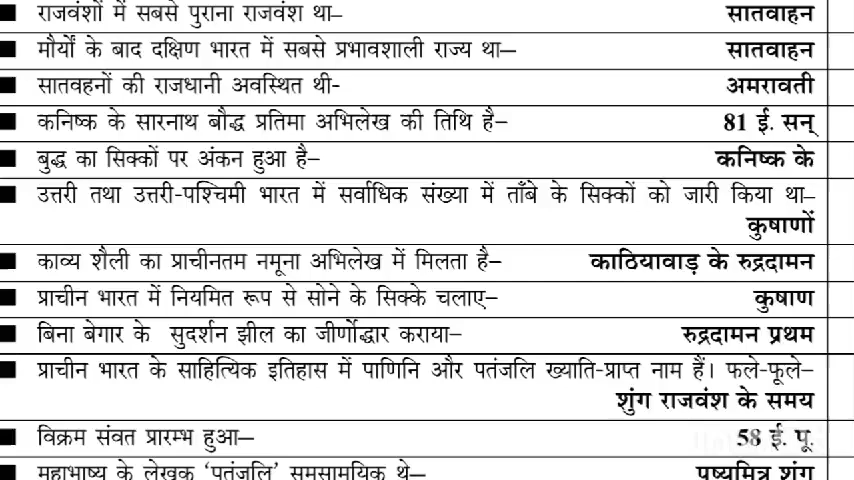 राजवंशों में सबसे पुराना राजवंश था– सातवाहन
मौर्यों के बाद दक्षिण भारत में सबसे प्रभावशाली राज्य था– सातवाहन
सातवहनों की राजधानी अवस्थित थी- अमरावती
कनिष्क के सारनाथ बौद्ध प्रतिमा अभिलेख की तिथि है– 81 ई. सन्
बुद्ध का सिक्कों पर अंकन हुआ है– कनिष्क के
उत्तरी तथा उत्तरी-पश्चिमी भारत में सर्वाधिक संख्या में ताँबे के सिक्कों को जारी किया था–
कुषाणों
काव्य शैली का प्राचीनतम नमूना अभिलेख में मिलता है– काठियावाड़ के रुद्रदामन
प्राचीन भारत में नियमित रूप से सोने के सिक्के चलाए– कुषाण
बिना बेगार के सुदर्शन झील का जीर्णोद्धार कराया– रुद्रदामन प्रथम
प्राचीन भारत के साहित्यिक इतिहास में पाणिनि और पतंजलि ख्याति-प्राप्त नाम हैं। फले-फूले–
शुंग राजवंश के समय
विक्रम संवत प्रारम्भ हुआ– 58 ई. पू.
महाभाष्य के लेखक ‘पतंजलि’ समसामयिक थे– पुष्यमित्र शुंग